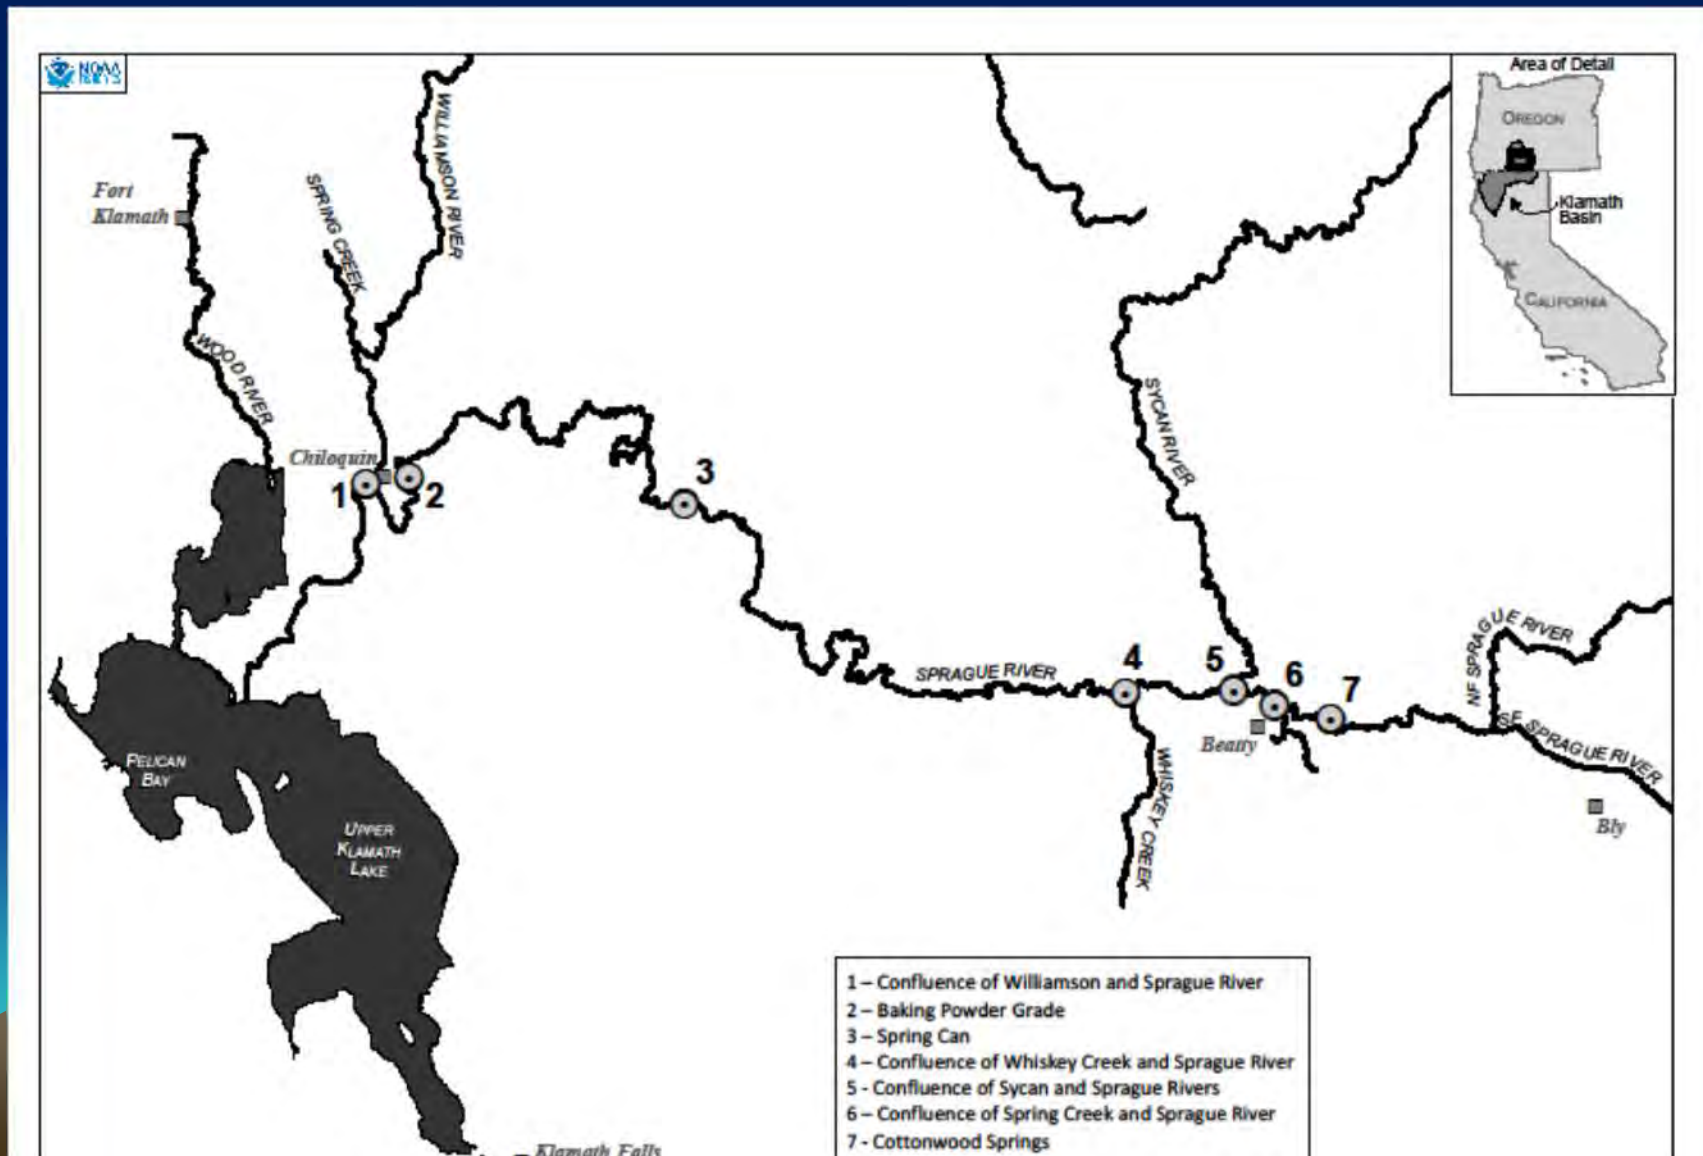 NOAA
Area of Detail
OREGON
Klamath
Basin
CALIFORNIA
WILLIAMSON RIVER
SPRING CREEK
Fort
Klamath
WOOD RIVER
Chiloquin
1
2
3
SYCAN RIVER
NF SPRAGUE RIVER
SPRAGUE RIVER
4
5
6
7
SF SPRAGUE RIVER
Beatty
WHISKEY CREEK
Bly
PELICAN
BAY
UPPER
KLAMATH
LAKE
1 – Confluence of Williamson and Sprague River
2 – Baking Powder Grade
3 – Spring Can
4 – Confluence of Whiskey Creek and Sprague River
5 - Confluence of Sycan and Sprague Rivers
6 – Confluence of Spring Creek and Sprague River
7 - Cottonwood Springs
Klamath Falls